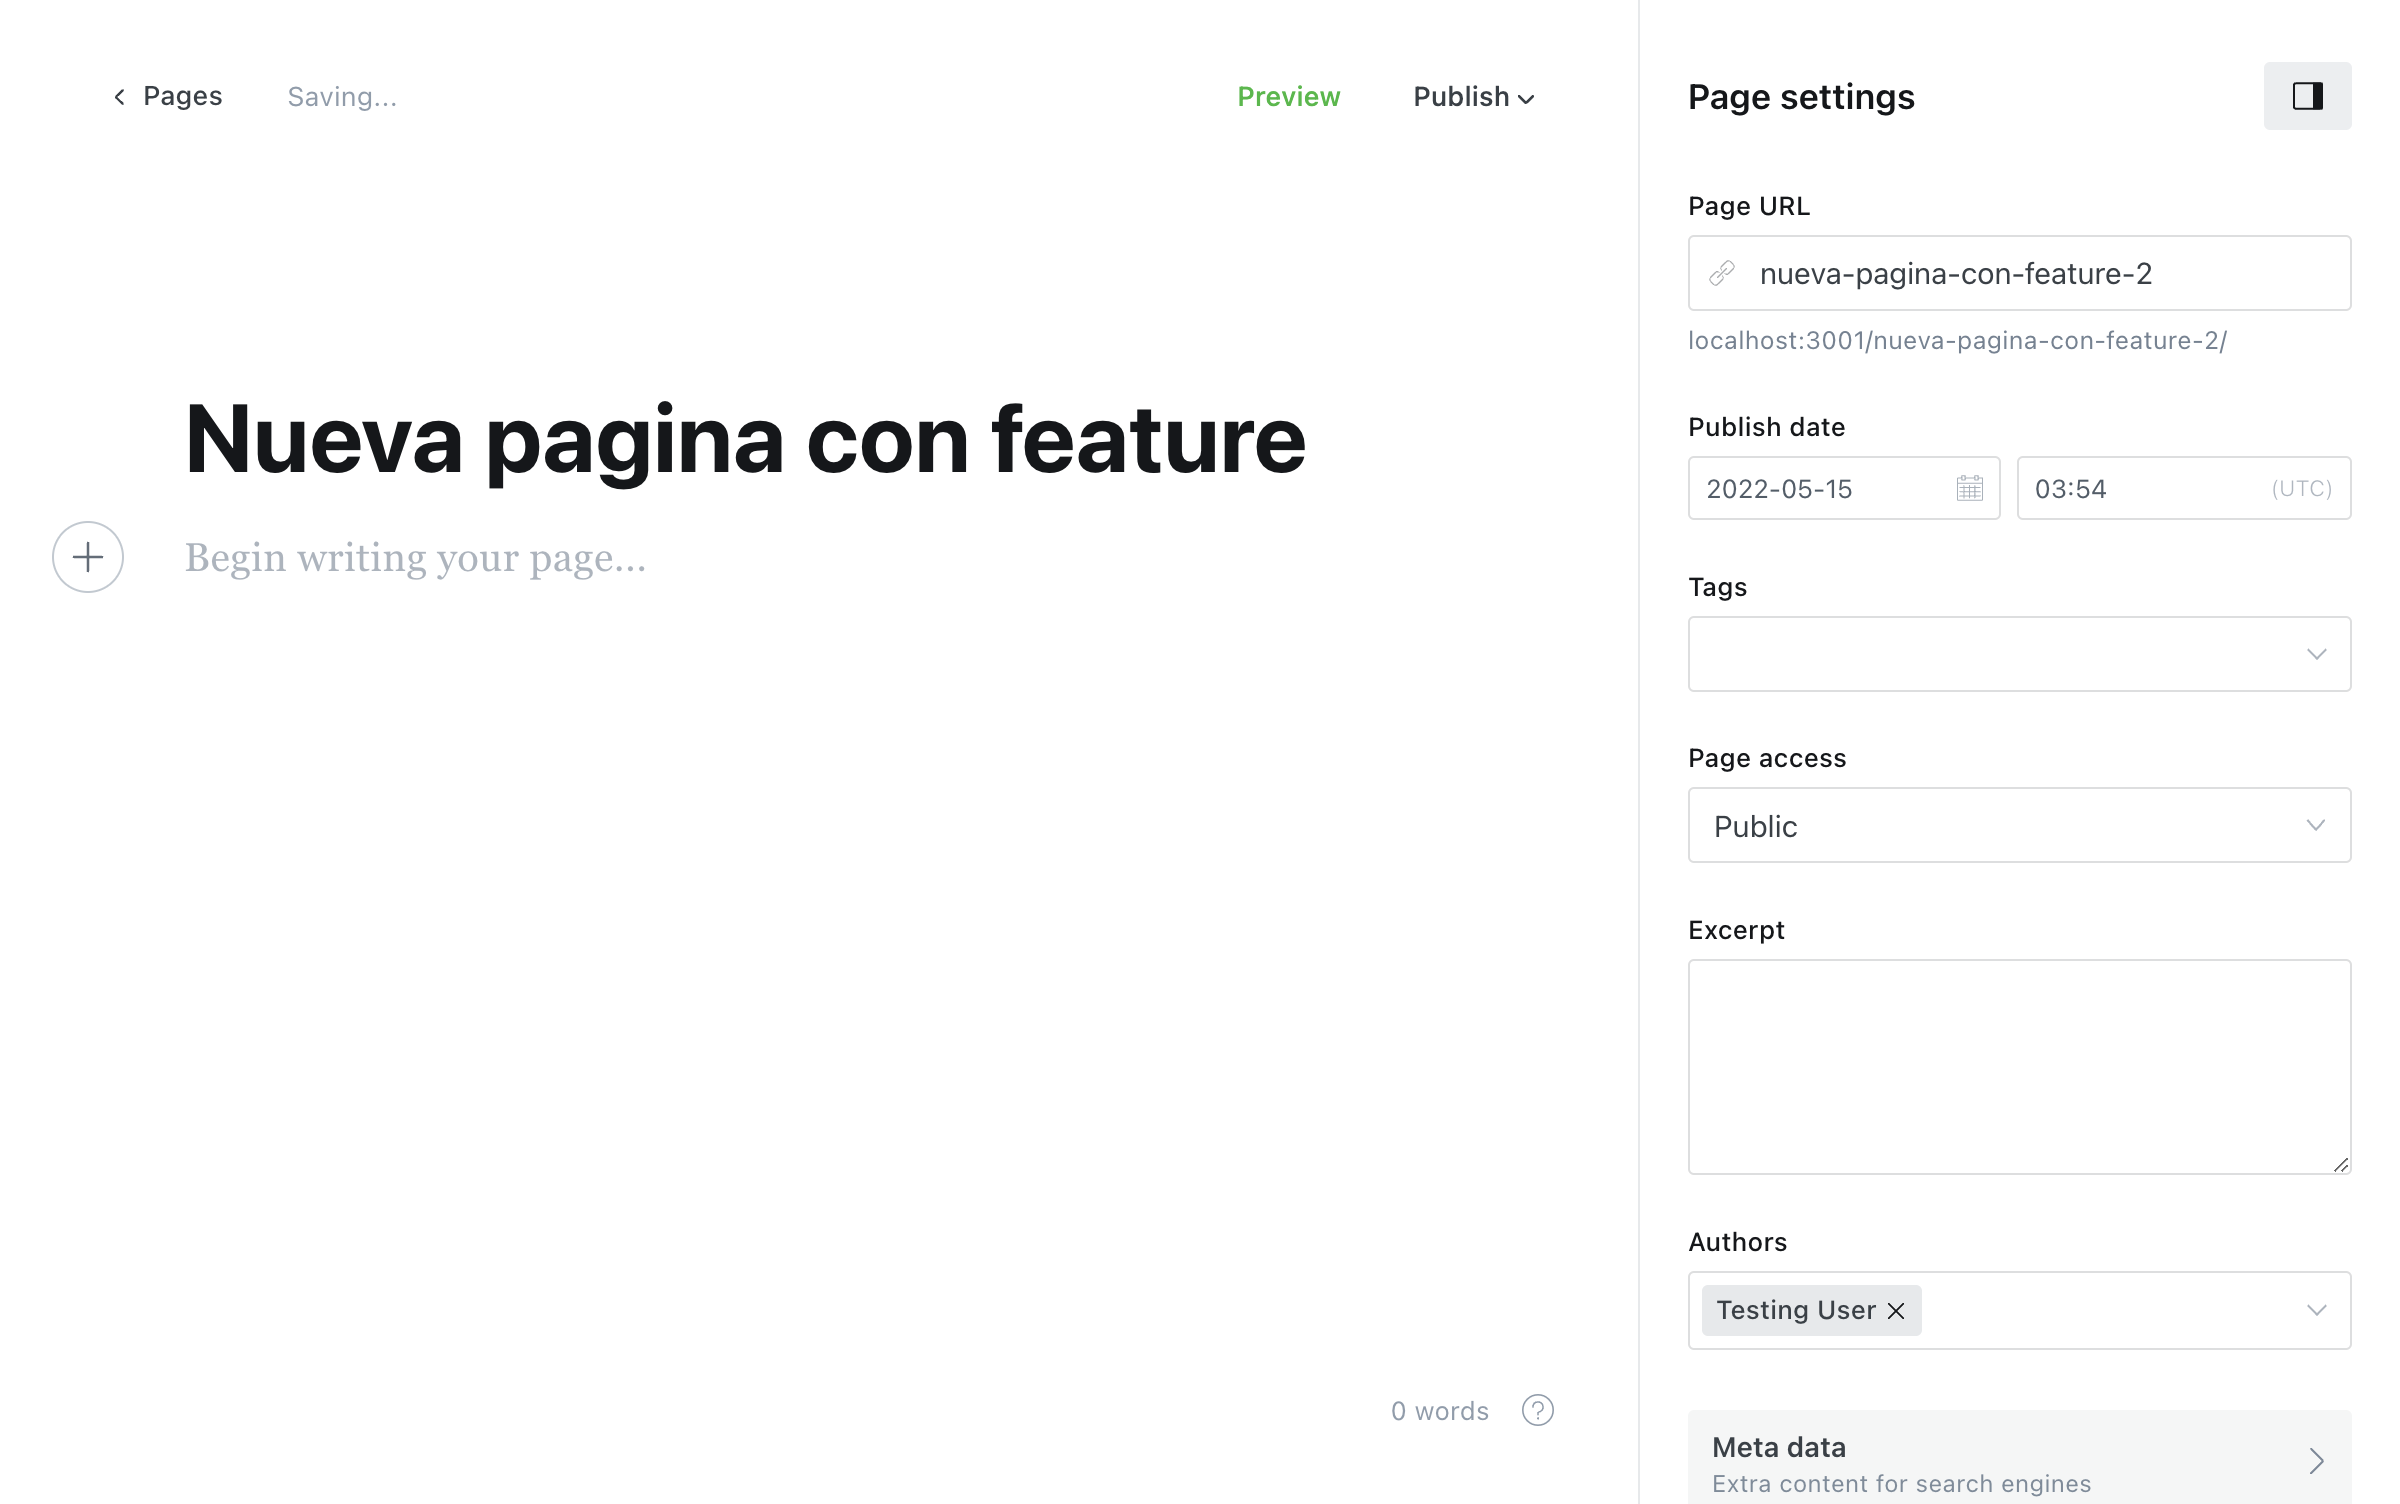 Pages
Saving...
Preview
Publish
Nueva pagina con feature
Begin writing your page...
0 words
?
Page settings
Page URL
nueva-pagina-con-feature-2
localhost:3001/nueva-pagina-con-feature-2/
Publish date
2022-05-15
03:54 (UTC)
Tags
Page access
Public
Excerpt
Authors
Testing User
Meta data
Extra content for search engines